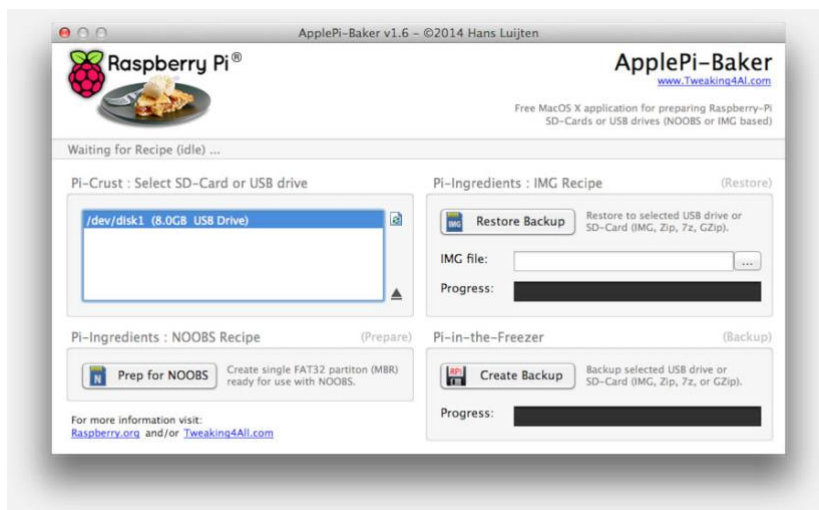 ApplePi-Baker v1.6 – ©2014 Hans Luijten
Raspberry Pi®
ApplePi-Baker
www.Tweaking4Al.com
Free MacOS X application for preparing Raspberry-Pi
SD-Cards or USB drives (NOOBS or IMG based)
Waiting for Recipe (idle) ...
Pi-Crust : Select SD-Card or USB drive
/dev/disk1 (8.0GB USB Drive)
Pi-Ingredients : IMG Recipe (Restore)
IMG
Restore Backup
Restore to selected USB drive or
SD-Card (IMG, Zip, 7z, GZip).
IMG file:
...
Progress:
Pi-Ingredients : NOOBS Recipe (Prepare)
N
Prep for NOOBS
Create single FAT32 partiton (MBR)
ready for use with NOOBS.
For more information visit:
Raspberry.org and/or Tweaking4All.com
Pi-in-the-Freezer (Backup)
RPi
Create Backup
Backup selected USB drive or
SD-Card (IMG, Zip, 7z, or GZip).
Progress: